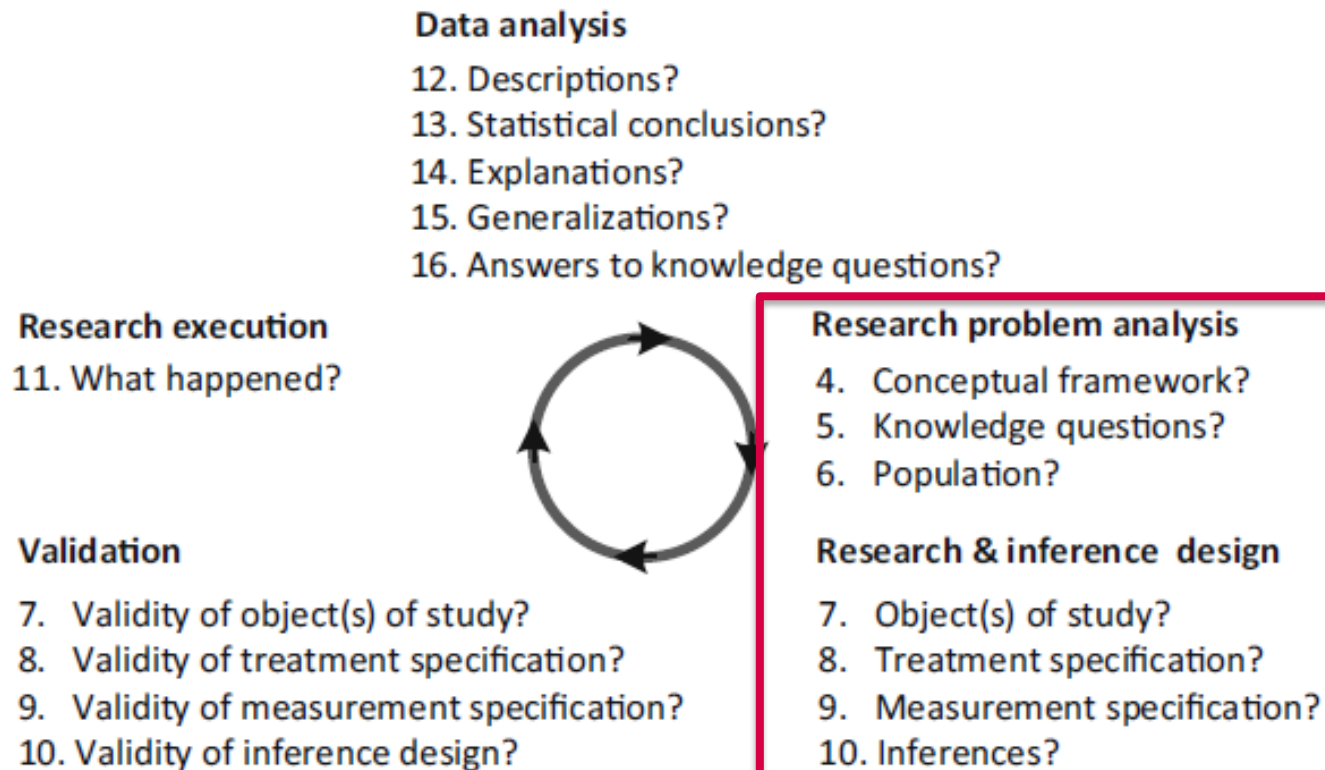 Data analysis
12. Descriptions?
13. Statistical conclusions?
14. Explanations?
15. Generalizations?
16. Answers to knowledge questions?
Research execution
11. What happened?
Research problem analysis
4. Conceptual framework?
5. Knowledge questions?
6. Population?
Validation
7. Validity of object(s) of study?
8. Validity of treatment specification?
9. Validity of measurement specification?
10. Validity of inference design?
Research & inference design
7. Object(s) of study?
8. Treatment specification?
9. Measurement specification?
10. Inferences?